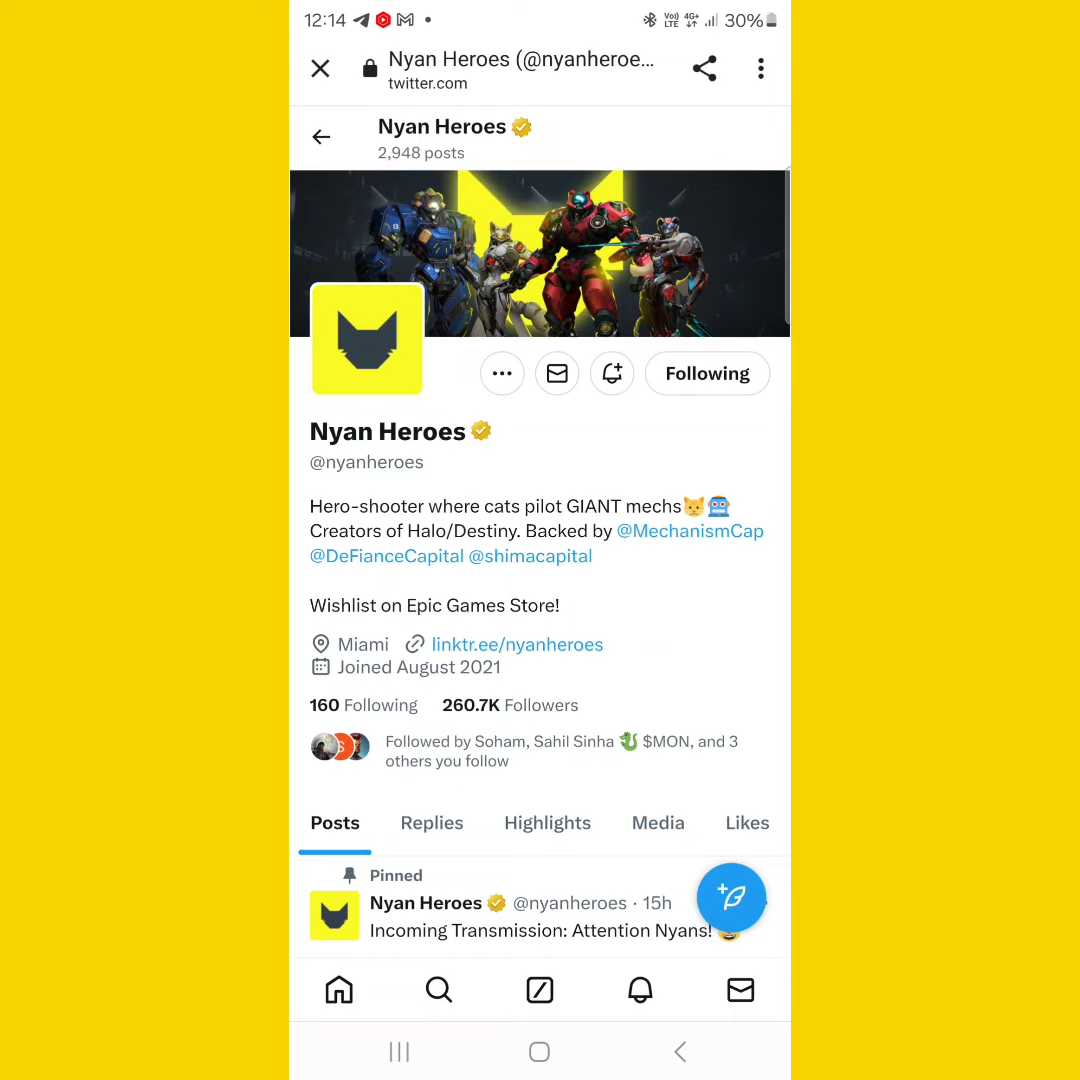 12:14
Vo)) LTE 4G+ 30%
Nyan Heroes (@nyanheroe...
twitter.com
Nyan Heroes
2,948 posts
Following
Nyan Heroes
@nyanheroes
Hero-shooter where cats pilot GIANT mechs🐱🤖
Creators of Halo/Destiny. Backed by @MechanismCap
@DeFianceCapital @shimacapital
Wishlist on Epic Games Store!
Miami linktr.ee/nyanheroes
Joined August 2021
160 Following 260.7K Followers
S
Followed by Soham, Sahil Sinha 🐉 $MON, and 3
others you follow
Posts Replies Highlights Media Likes
Pinned
Nyan Heroes @nyanheroes · 15h
Incoming Transmission: Attention Nyans!